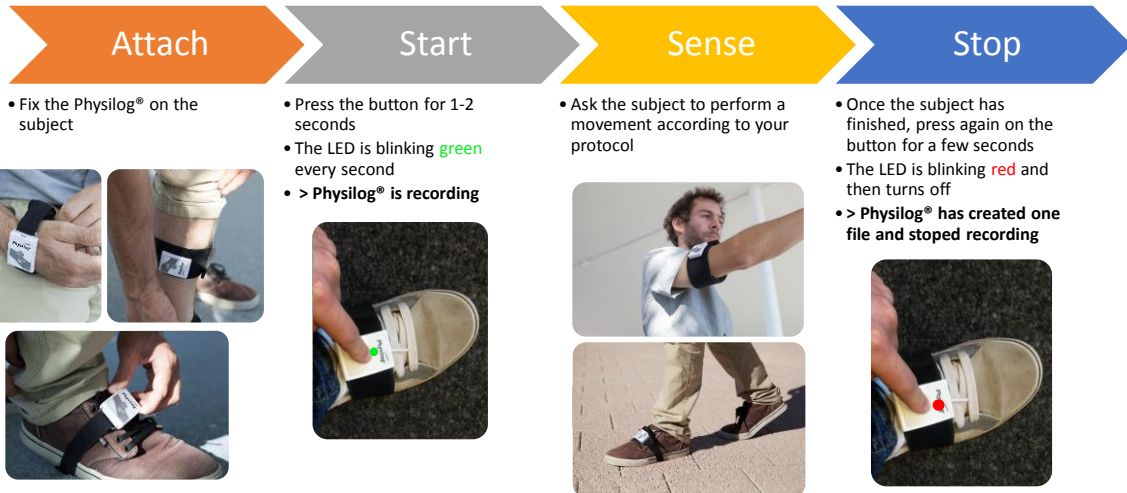 Attach
• Fix the Physilog® on the
subject
Start
• Press the button for 1-2
seconds
• The LED is blinking green
every second
• > Physilog® is recording
Sense
• Ask the subject to perform a
movement according to your
protocol
Stop
• Once the subject has
finished, press again on the
button for a few seconds
• The LED is blinking red and
then turns off
• > Physilog® has created one
file and stoped recording
Physilog